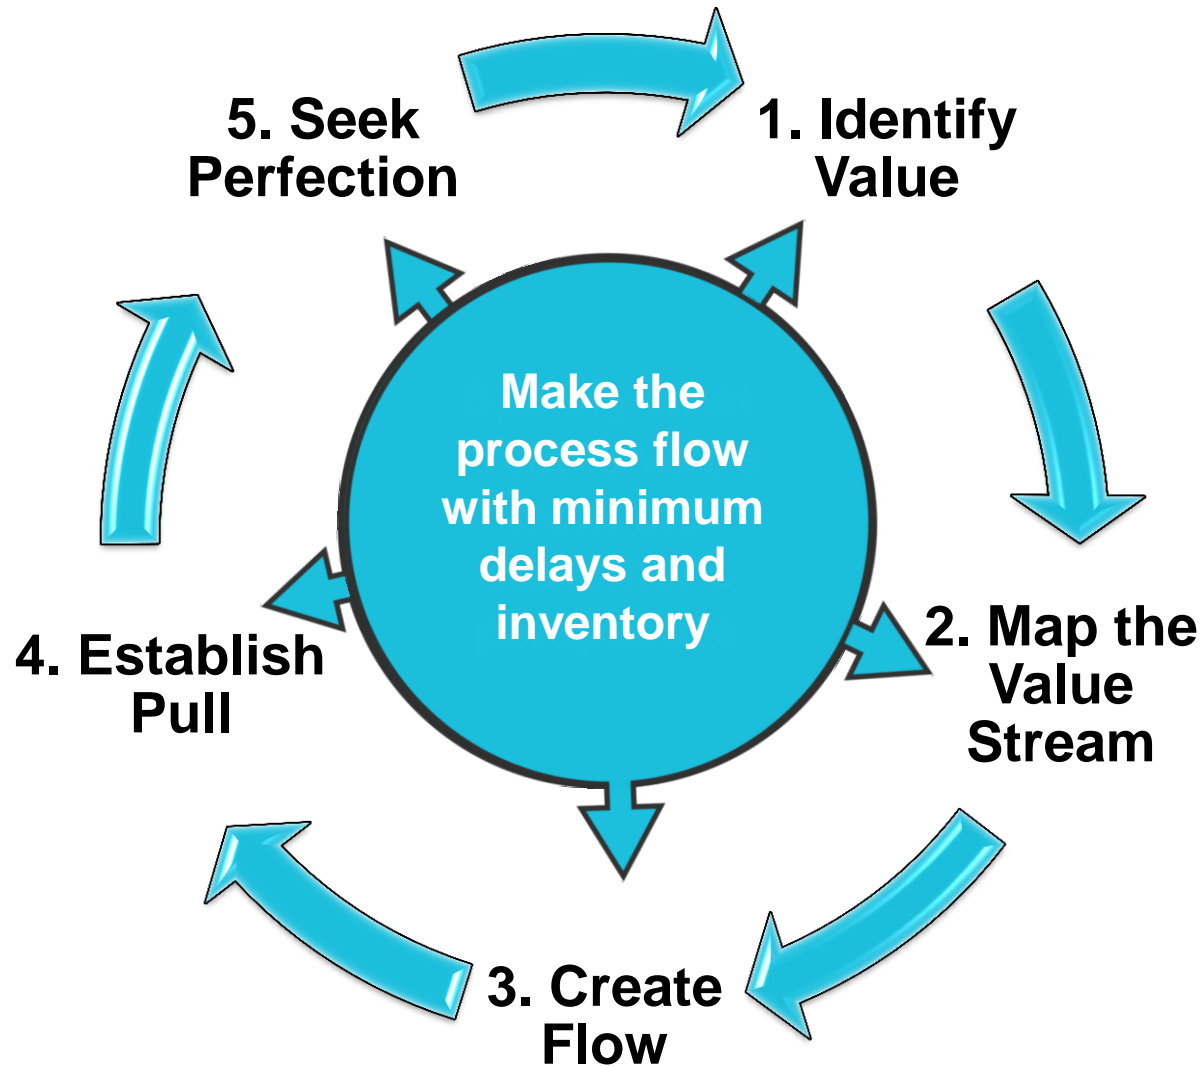 5. Seek
Perfection
1. Identify
Value
Make the
process flow
with minimum
delays and
inventory
2. Map the
Value
Stream
4. Establish
Pull
3. Create
Flow